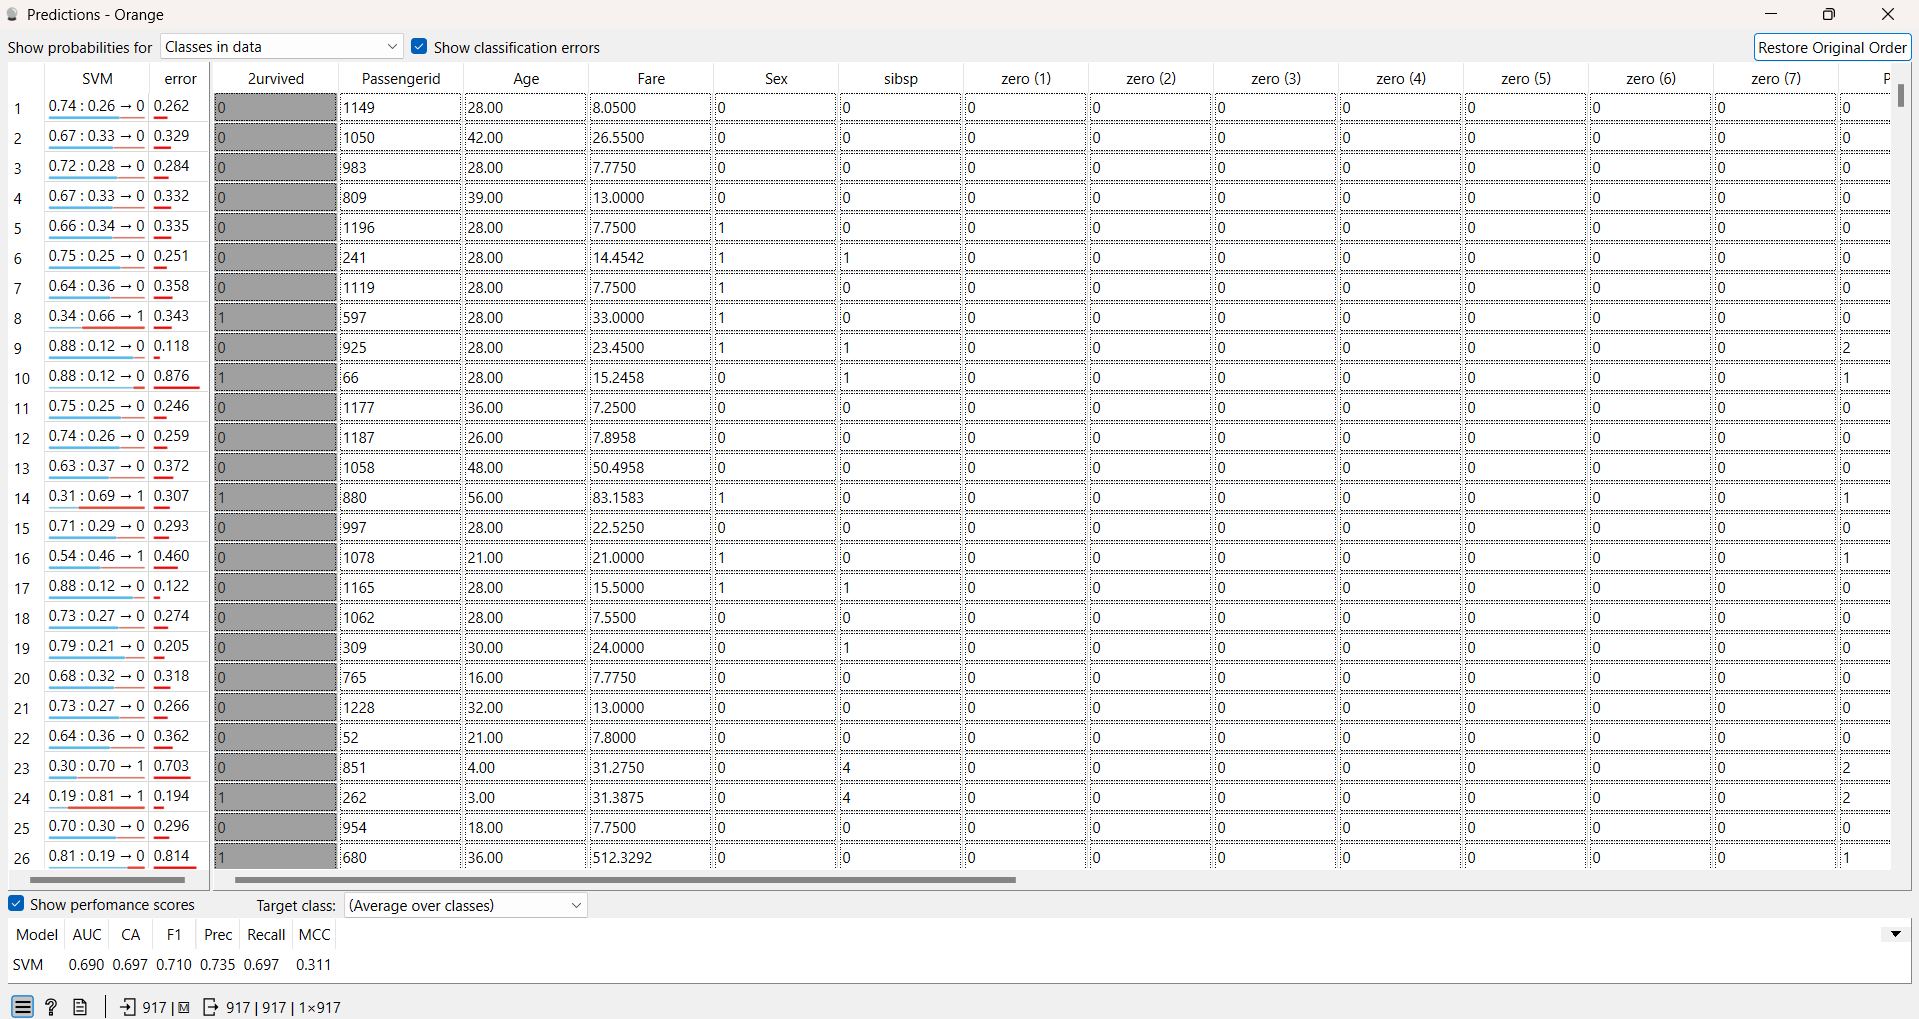 Predictions - Orange
Show probabilities for Classes in data Show classification errors Restore Original Order
SVM error 2urvived Passengerid Age Fare Sex sibsp zero (1) zero (2) zero (3) zero (4) zero (5) zero (6) zero (7) P
1 0.74 : 0.26 → 0 0.262 0 1149 28.00 8.0500 0 0 0 0 0 0 0 0 0 0
2 0.67 : 0.33 → 0 0.329 0 1050 42.00 26.5500 0 0 0 0 0 0 0 0 0 0
3 0.72 : 0.28 → 0 0.284 0 983 28.00 7.7750 0 0 0 0 0 0 0 0 0 0
4 0.67 : 0.33 → 0 0.332 0 809 39.00 13.0000 0 0 0 0 0 0 0 0 0 0
5 0.66 : 0.34 → 0 0.335 0 1196 28.00 7.7500 1 0 0 0 0 0 0 0 0 0
6 0.75 : 0.25 → 0 0.251 0 241 28.00 14.4542 1 1 0 0 0 0 0 0 0 0
7 0.64 : 0.36 → 0 0.358 0 1119 28.00 7.7500 1 0 0 0 0 0 0 0 0 0
8 0.34 : 0.66 → 1 0.343 1 597 28.00 33.0000 1 0 0 0 0 0 0 0 0 0
9 0.88 : 0.12 → 0 0.118 0 925 28.00 23.4500 1 1 0 0 0 0 0 0 0 2
10 0.88 : 0.12 → 0 0.876 1 66 28.00 15.2458 0 1 0 0 0 0 0 0 0 1
11 0.75 : 0.25 → 0 0.246 0 1177 36.00 7.2500 0 0 0 0 0 0 0 0 0 0
12 0.74 : 0.26 → 0 0.259 0 1187 26.00 7.8958 0 0 0 0 0 0 0 0 0 0
13 0.63 : 0.37 → 0 0.372 0 1058 48.00 50.4958 0 0 0 0 0 0 0 0 0 0
14 0.31 : 0.69 → 1 0.307 1 880 56.00 83.1583 1 0 0 0 0 0 0 0 0 1
15 0.71 : 0.29 → 0 0.293 0 997 28.00 22.5250 0 0 0 0 0 0 0 0 0 0
16 0.54 : 0.46 → 1 0.460 0 1078 21.00 21.0000 1 0 0 0 0 0 0 0 0 1
17 0.88 : 0.12 → 0 0.122 0 1165 28.00 15.5000 1 1 0 0 0 0 0 0 0 0
18 0.73 : 0.27 → 0 0.274 0 1062 28.00 7.5500 0 0 0 0 0 0 0 0 0 0
19 0.79 : 0.21 → 0 0.205 0 309 30.00 24.0000 0 1 0 0 0 0 0 0 0 0
20 0.68 : 0.32 → 0 0.318 0 765 16.00 7.7750 0 0 0 0 0 0 0 0 0 0
21 0.73 : 0.27 → 0 0.266 0 1228 32.00 13.0000 0 0 0 0 0 0 0 0 0 0
22 0.64 : 0.36 → 0 0.362 0 52 21.00 7.8000 0 0 0 0 0 0 0 0 0 0
23 0.30 : 0.70 → 1 0.703 0 851 4.00 31.2750 0 4 0 0 0 0 0 0 0 2
24 0.19 : 0.81 → 1 0.194 1 262 3.00 31.3875 0 4 0 0 0 0 0 0 0 2
25 0.70 : 0.30 → 0 0.296 0 954 18.00 7.7500 0 0 0 0 0 0 0 0 0 0
26 0.81 : 0.19 → 0 0.814 1 680 36.00 512.3292 0 0 0 0 0 0 0 0 0 1
Show perfomance scores Target class: (Average over classes)
Model AUC CA F1 Prec Recall MCC
SVM 0.690 0.697 0.710 0.735 0.697 0.311
? 917 | M 917 | 917 | 1×917